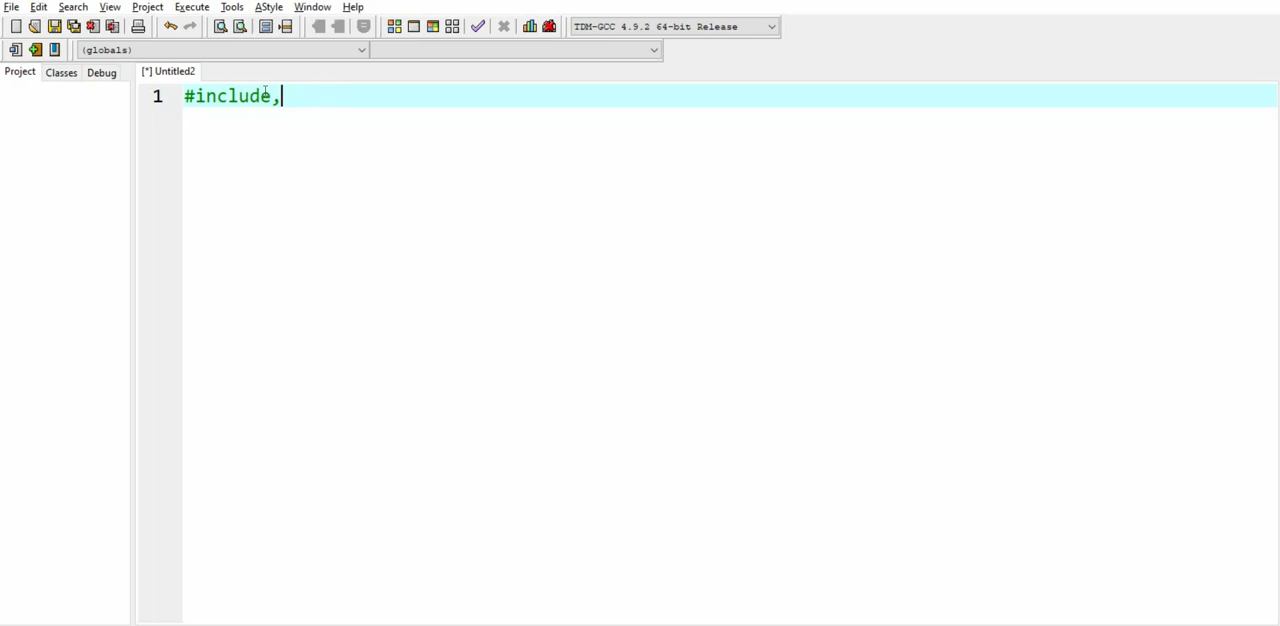 File Edit Search View Project Execute Tools AStyle Window Help
TDM-GCC 4.9.2 64-bit Release
(globals)
Project Classes Debug [*] Untitled2
1 #include,